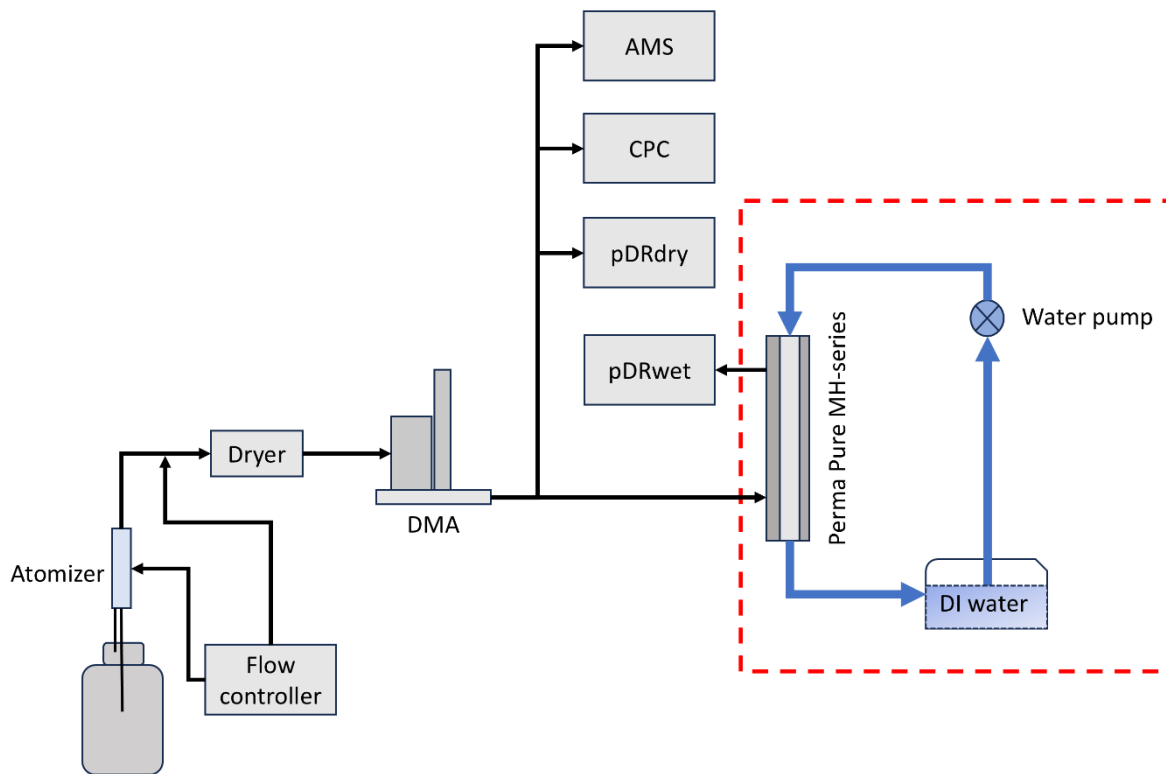 AMS
CPC
pDRdry
pDRwet
Perma Pure MH-series
Water pump
DI water
Dryer
DMA
Atomizer
Flow
controller